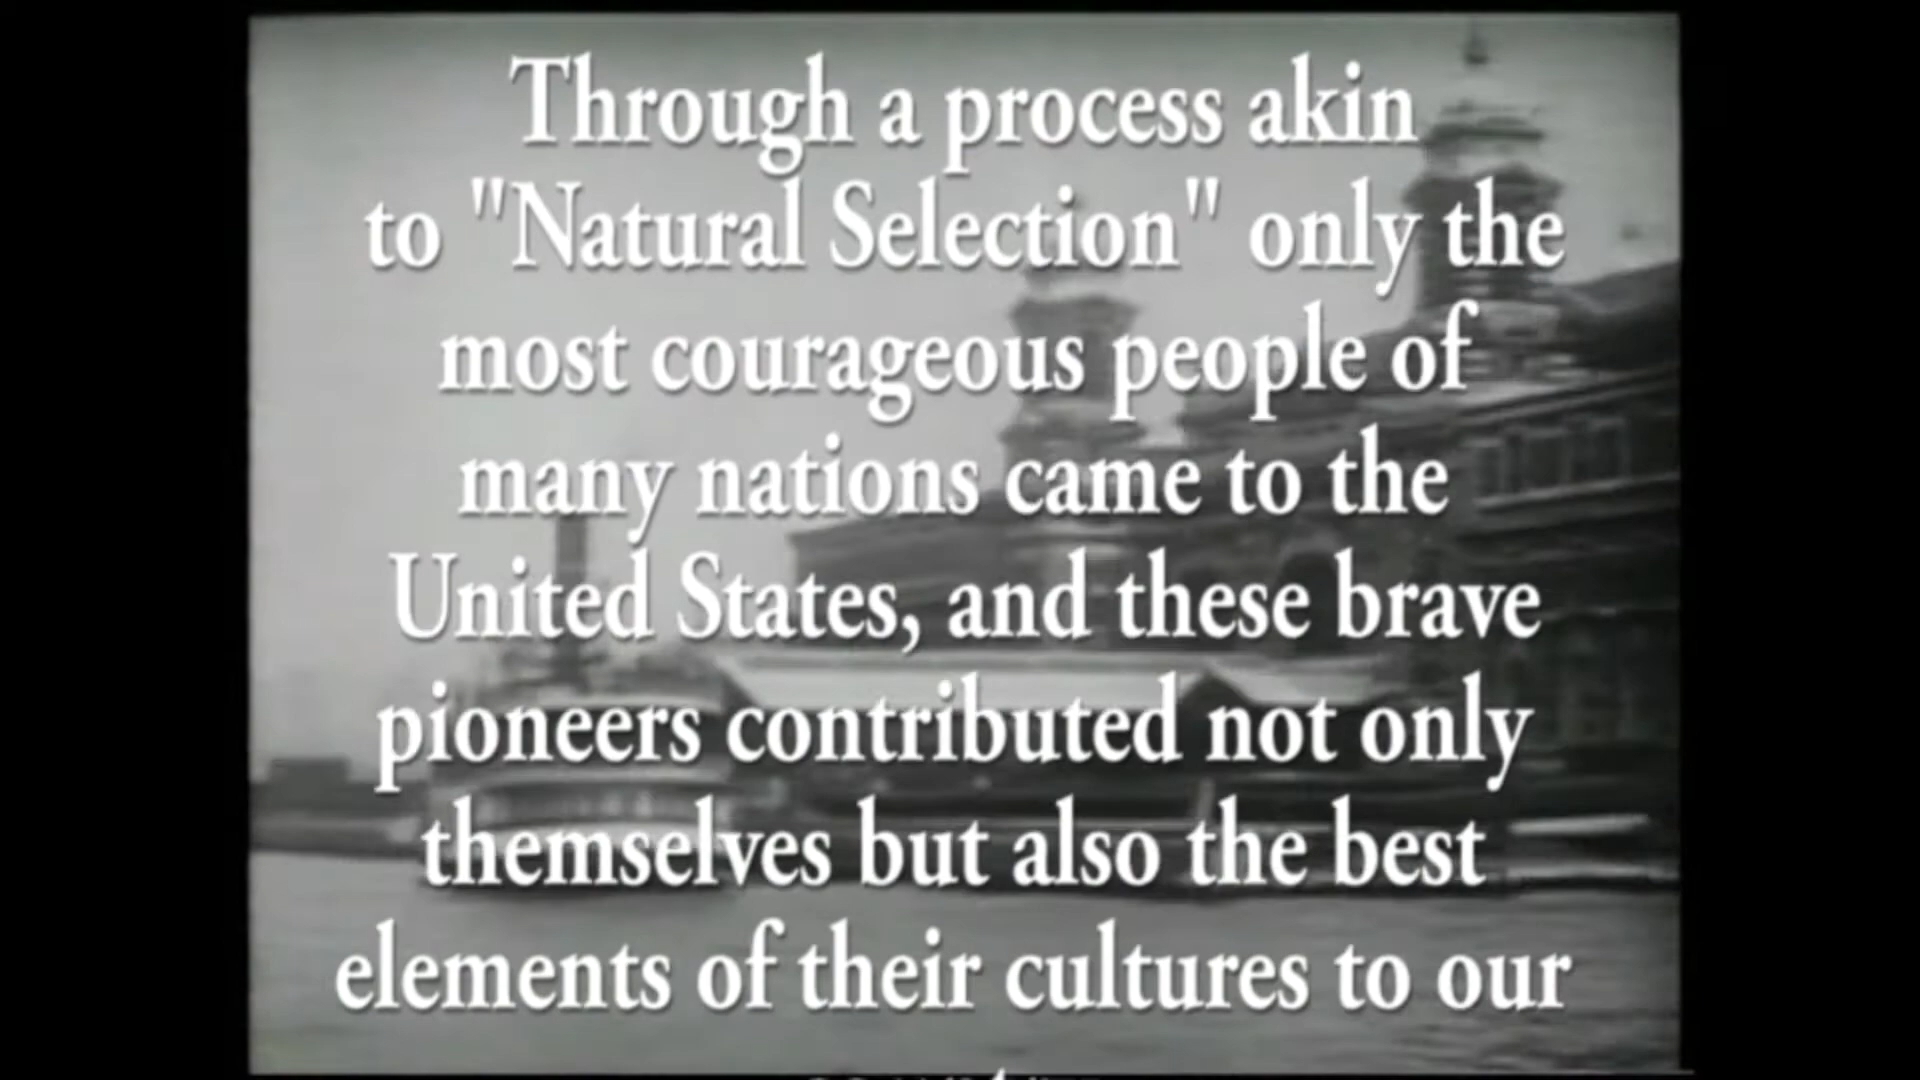 Through a process akin
to "Natural Selection" only the
most courageous people of
many nations came to the
United States, and these brave
pioneers contributed not only
themselves but also the best
elements of their cultures to our